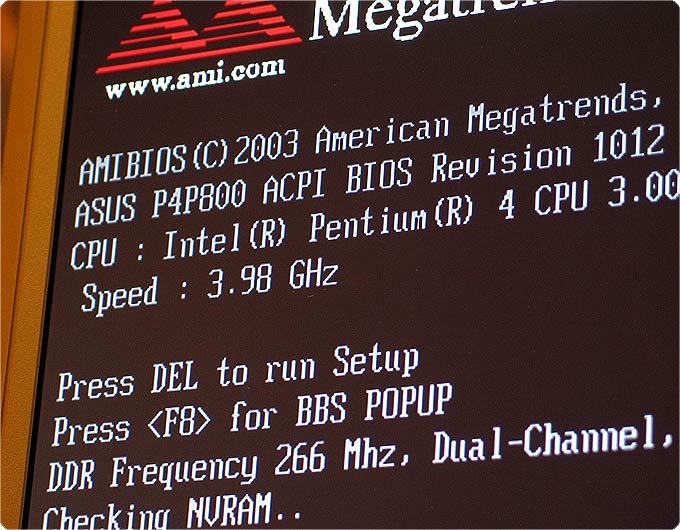 Megatren
www.ami.com
AMIBIOS(C)2003 American Megatrends,
ASUS P4P800 ACPI BIOS Revision 1012
CPU : Intel(R) Pentium(R) 4 CPU 3.00
Speed : 3.98 GHz
Press DEL to run Setup
Press <F8> for BBS POPUP
DDR Frequency 266 Mhz, Dual-Channel,
Checking NVRAM..